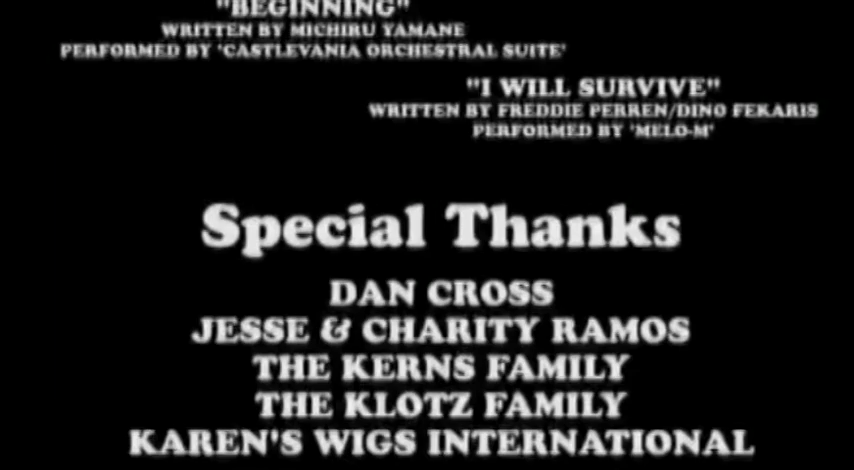 "BEGINNING"
WRITTEN BY MICHIRU YAMANE
PERFORMED BY 'CASTLEVANIA ORCHESTRAL SUITE'
"I WILL SURVIVE"
WRITTEN BY FREDDIE PERREN/DINO FEKARIS
PERFORMED BY 'MELO-M'
Special Thanks
DAN CROSS
JESSE & CHARITY RAMOS
THE KERNS FAMILY
THE KLOTZ FAMILY
KAREN'S WIGS INTERNATIONAL